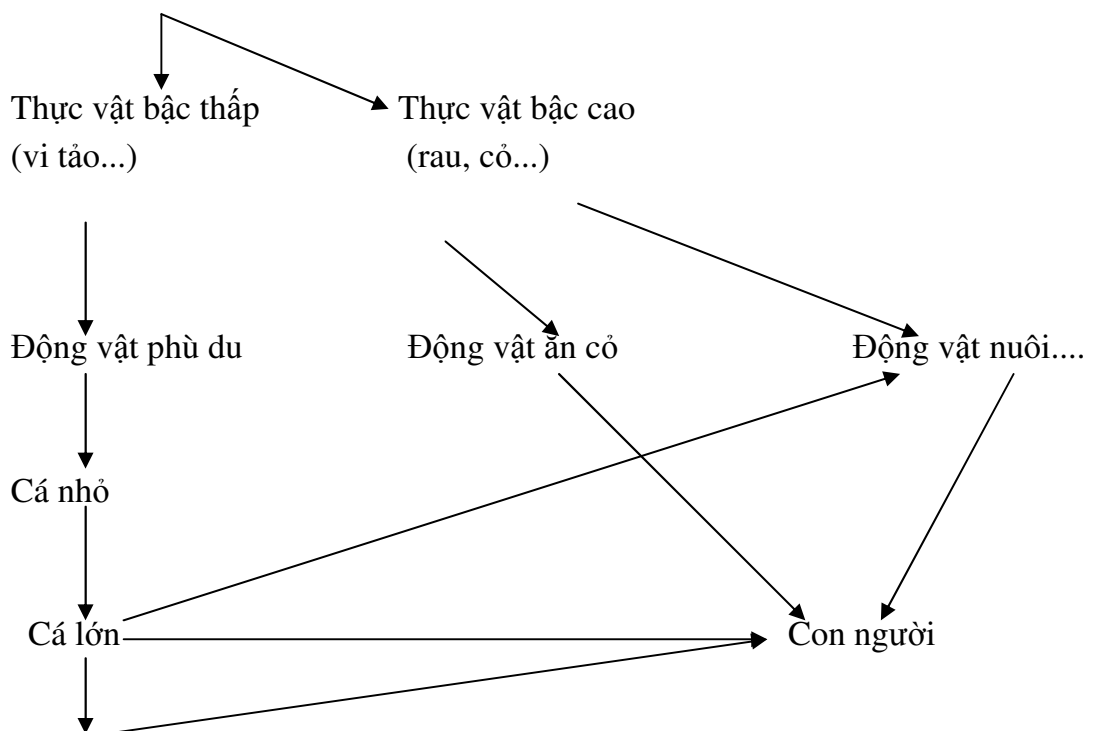 Thực vật bậc thấp
(vi tảo...)
Thực vật bậc cao
(rau, cỏ...)
Động vật phù du
Động vật ăn cỏ
Động vật nuôi....
Cá nhỏ
Cá lớn
Con người